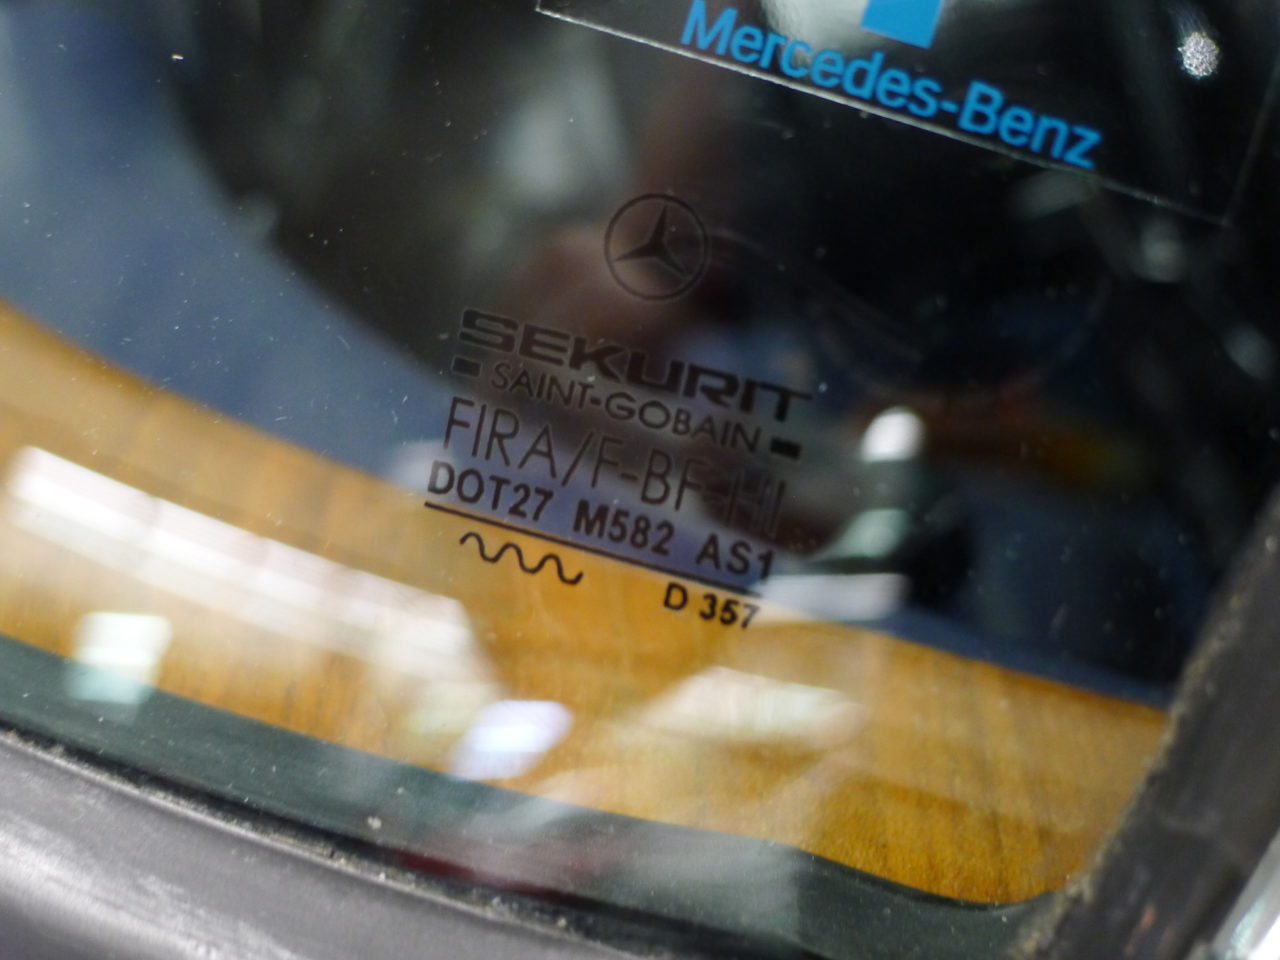 Mercedes-Benz
SEKURIT
SAINT-GOBAIN
FIRA/F-BF-HI
DOT27 M582 AS1
D 357